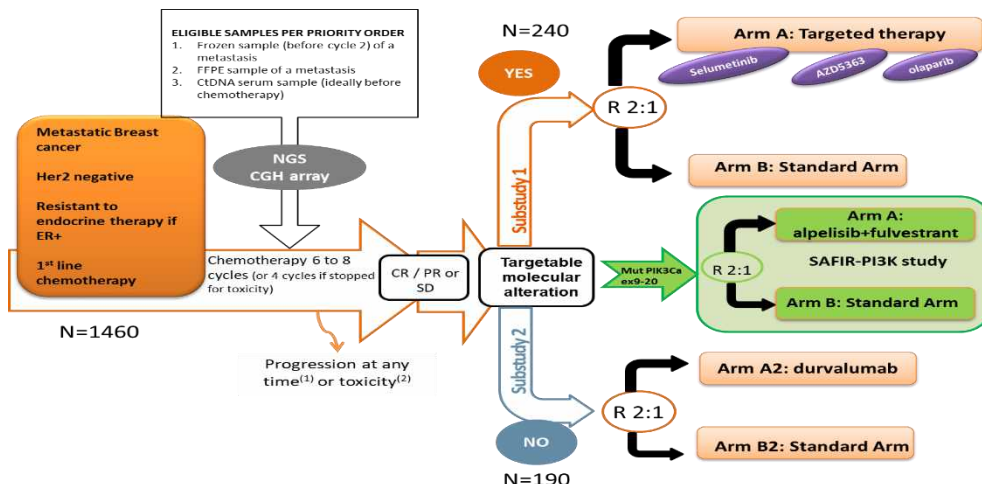 ELIGIBLE SAMPLES PER PRIORITY ORDER
1. Frozen sample (before cycle 2) of a
metastasis
2. FFPE sample of a metastasis
3. CtDNA serum sample (ideally before
chemotherapy)
NGS
CGH array
Metastatic Breast
cancer
Her2 negative
Resistant to
endocrine therapy if
ER+
1st line
chemotherapy
N=1460
Chemotherapy 6 to 8
cycles (or 4 cycles if stopped
for toxicity)
Progression at any
time(1) or toxicity(2)
CR / PR or
SD
Targetable
molecular
alteration
N=240
YES
Substudy 1
R 2:1
Arm A: Targeted therapy
Selumetinib
AZD5363
olaparib
Arm B: Standard Arm
Mut PIK3Ca
ex9-20
R 2:1
Arm A:
alpelisib+fulvestrant
SAFIR-PI3K study
Arm B: Standard Arm
Substudy 2
NO
N=190
R 2:1
Arm A2: durvalumab
Arm B2: Standard Arm